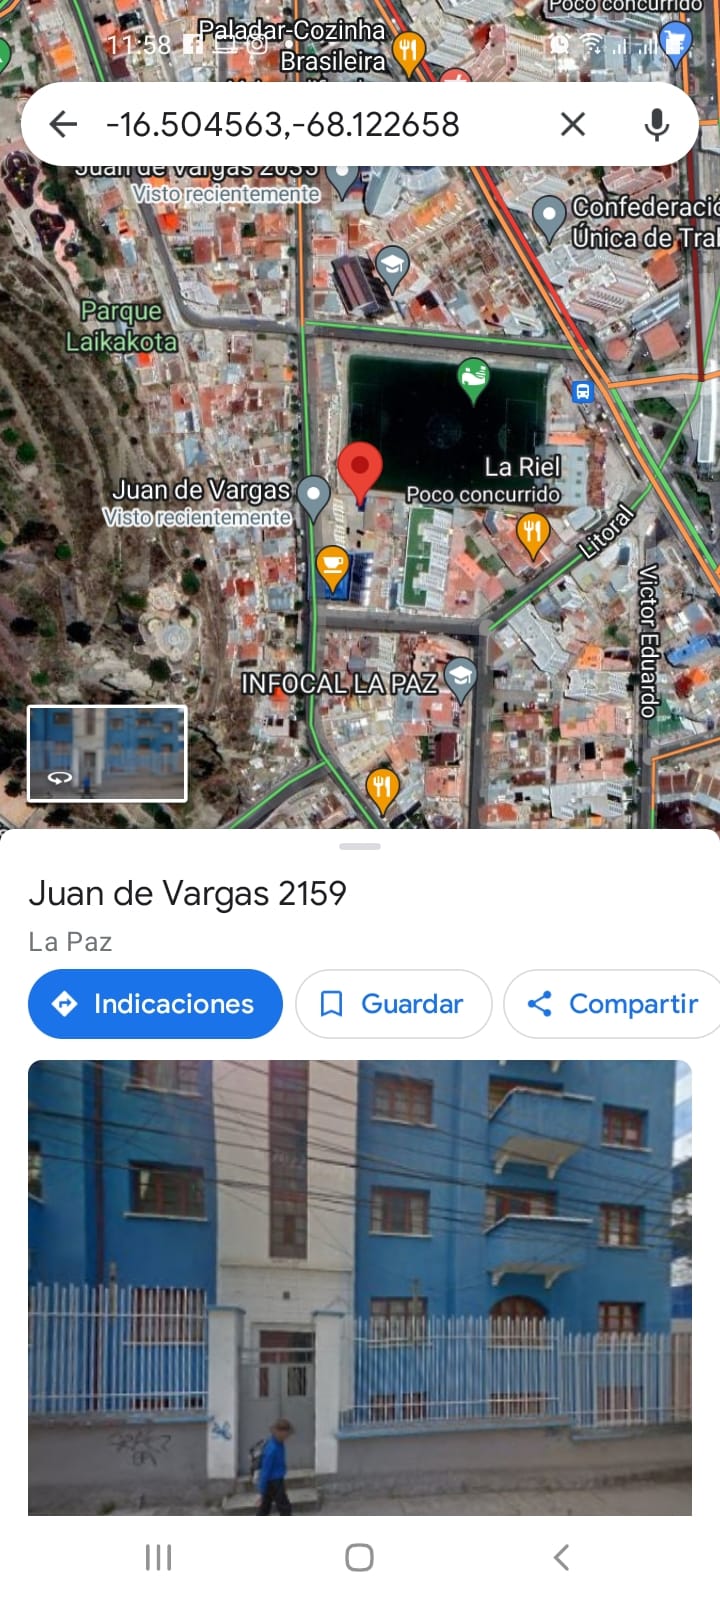 Poco concurrido
Paladar-Cozinha
Brasileira
11:58
-16.504563,-68.122658
Juan de Vargas 2033
Visto recientemente
Confederació
Única de Tral
Parque
Laikakota
La Riel
Poco concurrido
Juan de Vargas
Visto recientemente
Litoral
Victor Eduardo
INFOCAL LA PAZ
Juan de Vargas 2159
La Paz
Indicaciones
Guardar
Compartir